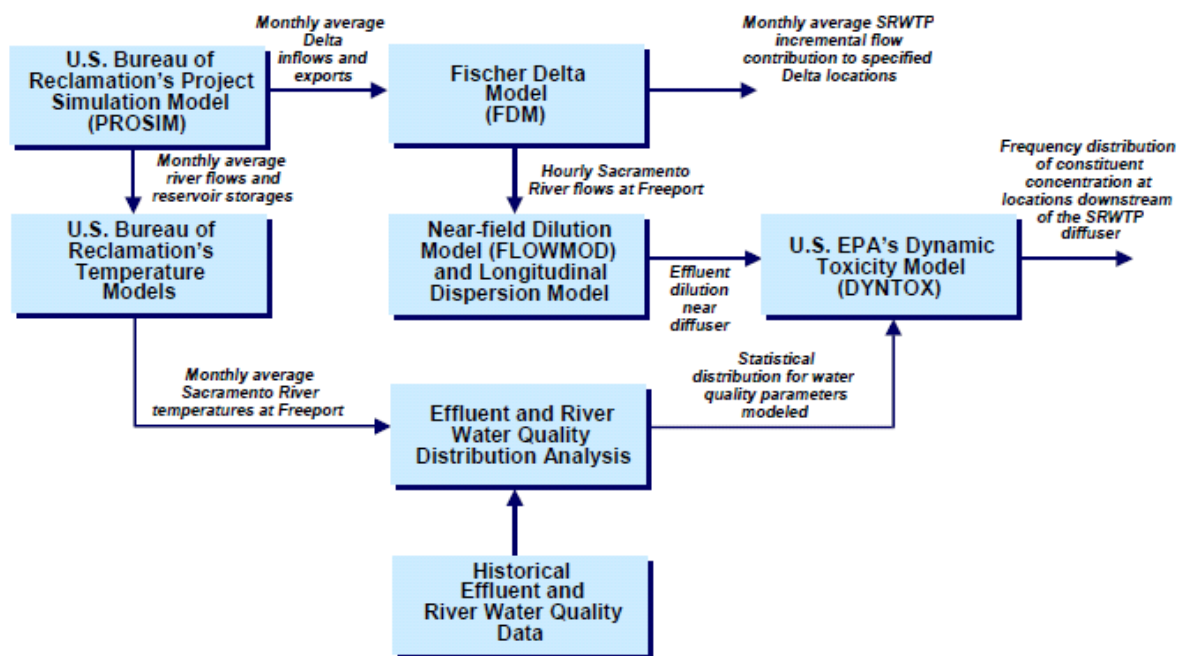 U.S. Bureau of
Reclamation's Project
Simulation Model
(PROSIM)
Monthly average
Delta
inflows and
exports
Fischer Delta
Model
(FDM)
Monthly average SRWTP
incremental flow
contribution to specified
Delta locations
Monthly average
river flows and
reservoir storages
Hourly Sacramento
River flows at Freeport
Frequency distribution
of constituent
concentration at
locations downstream
of the SRWTP
diffuser
U.S. Bureau of
Reclamation's
Temperature
Models
Near-field Dilution
Model (FLOWMOD)
and Longitudinal
Dispersion Model
Effluent
dilution
near
diffuser
U.S. EPA's Dynamic
Toxicity Model
(DYNTOX)
Monthly average
Sacramento River
temperatures at Freeport
Effluent and River
Water Quality
Distribution Analysis
Statistical
distribution for water
quality parameters
modeled
Historical
Effluent and
River Water Quality
Data